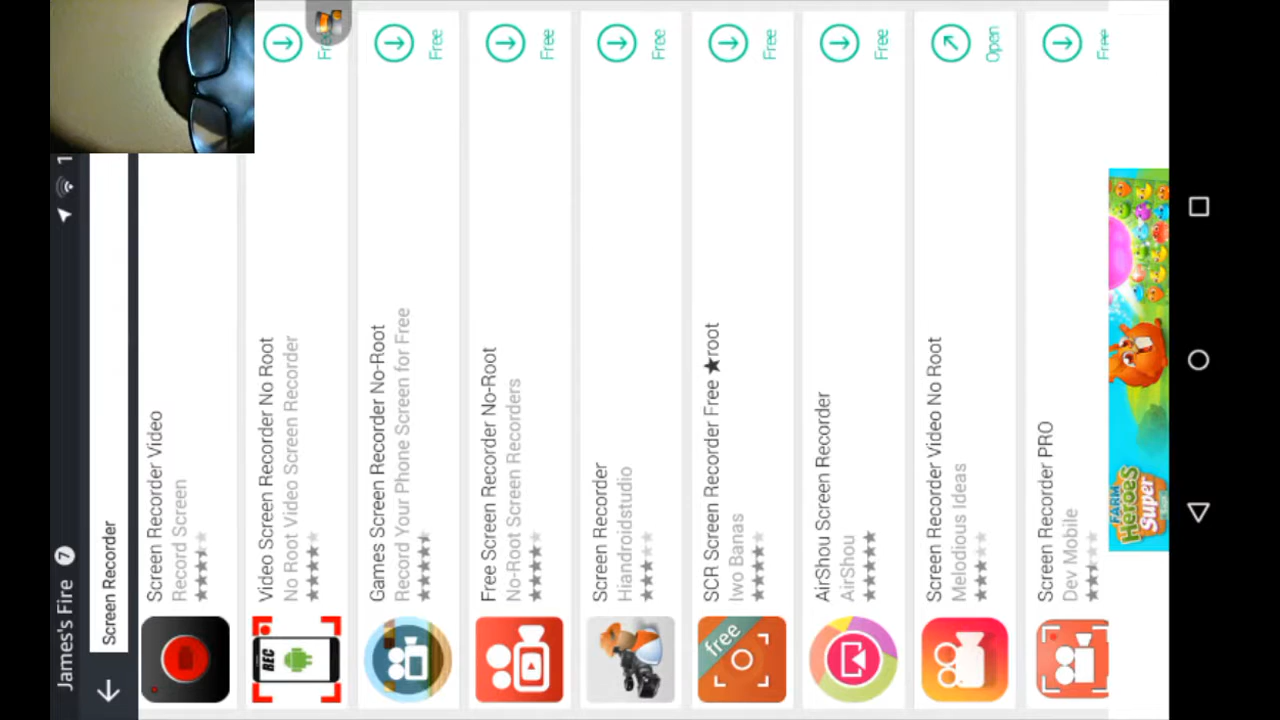 James's Fire 7 1
Screen Recorder
Screen Recorder Video
Record Screen
Free
Video Screen Recorder No Root
No Root Video Screen Recorder
REC
Free
Games Screen Recorder No-Root
Record Your Phone Screen for Free
Free
Free Screen Recorder No-Root
No-Root Screen Recorders
Free
Screen Recorder
Hiandroidstudio
Free
SCR Screen Recorder Free ★root
Iwo Banas
free
Free
AirShou Screen Recorder
AirShou
Open
Screen Recorder Video No Root
Melodious Ideas
Free
Screen Recorder PRO
Dev Mobile
FARM
HEROES
Super